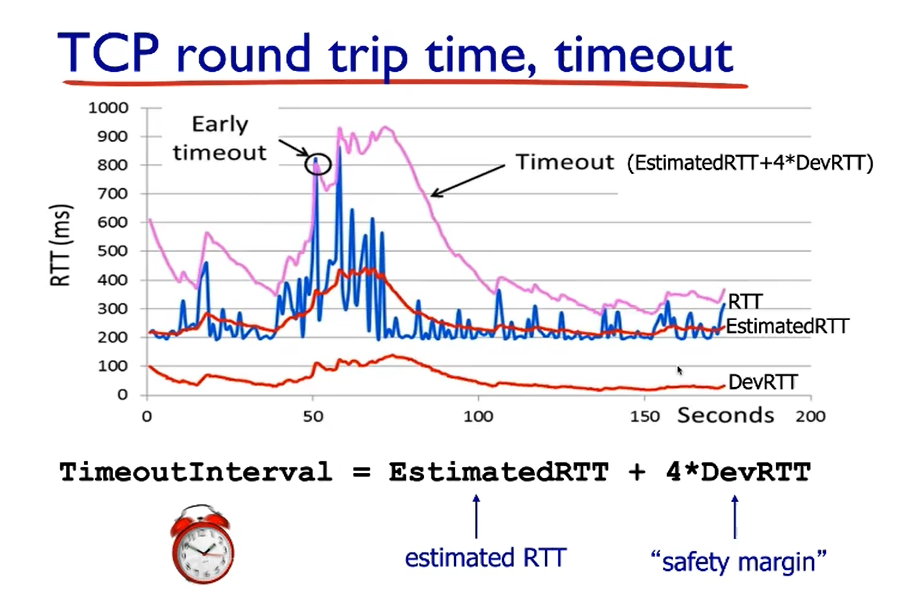 TCP round trip time, timeout
1000
900
800
700
600
500
400
300
200
100
0
RTT (ms)
Early
timeout
Timeout (EstimatedRTT+4*DevRTT)
RTT
EstimatedRTT
DevRTT
0
50
100
150
Seconds
200
TimeoutInterval = EstimatedRTT + 4*DevRTT
estimated RTT
“safety margin”